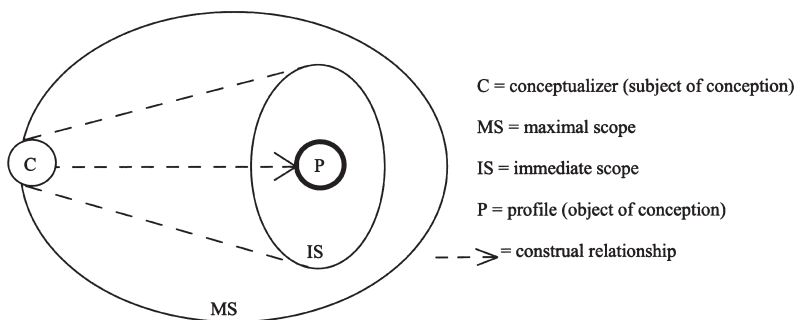 C
P
IS
MS
C = conceptualizer (subject of conception)
MS = maximal scope
IS = immediate scope
P = profile (object of conception)
= construal relationship